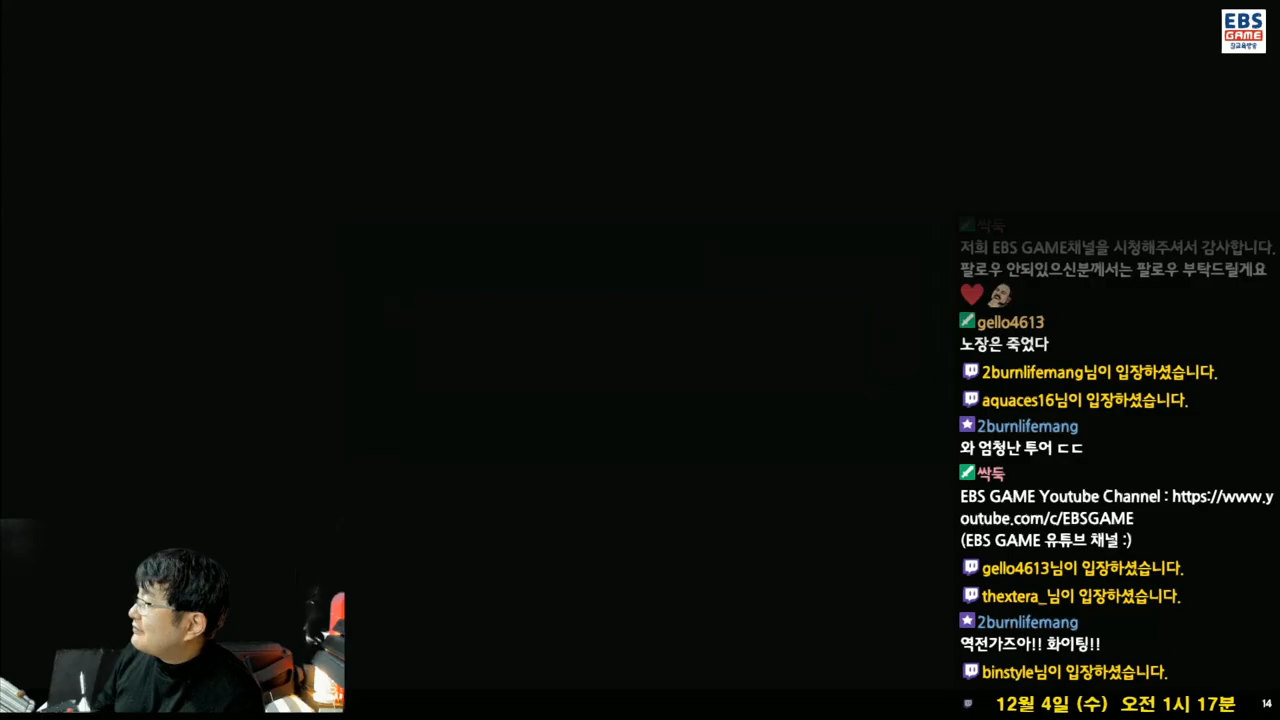 EBS
GAME
싹둑
저희 EBS GAME채널을 시청해주셔서 감사합니다.
팔로우 안되있으신분께서는 팔로우 부탁드릴게요
gello4613
노장은 죽었다
2burnlifemang님이 입장하셨습니다.
aquaces16님이 입장하셨습니다.
2burnlifemang
와 엄청난 투어 ㄷㄷ
싹둑
EBS GAME Youtube Channel : https://www.y
outube.com/c/EBSGAME
(EBS GAME 유튜브 채널 :)
gello4613님이 입장하셨습니다.
thextera_님이 입장하셨습니다.
2burnlifemang
역전가즈아!! 화이팅!!
binstyle님이 입장하셨습니다.
12월 4일 (수) 오전 1시 17분 14